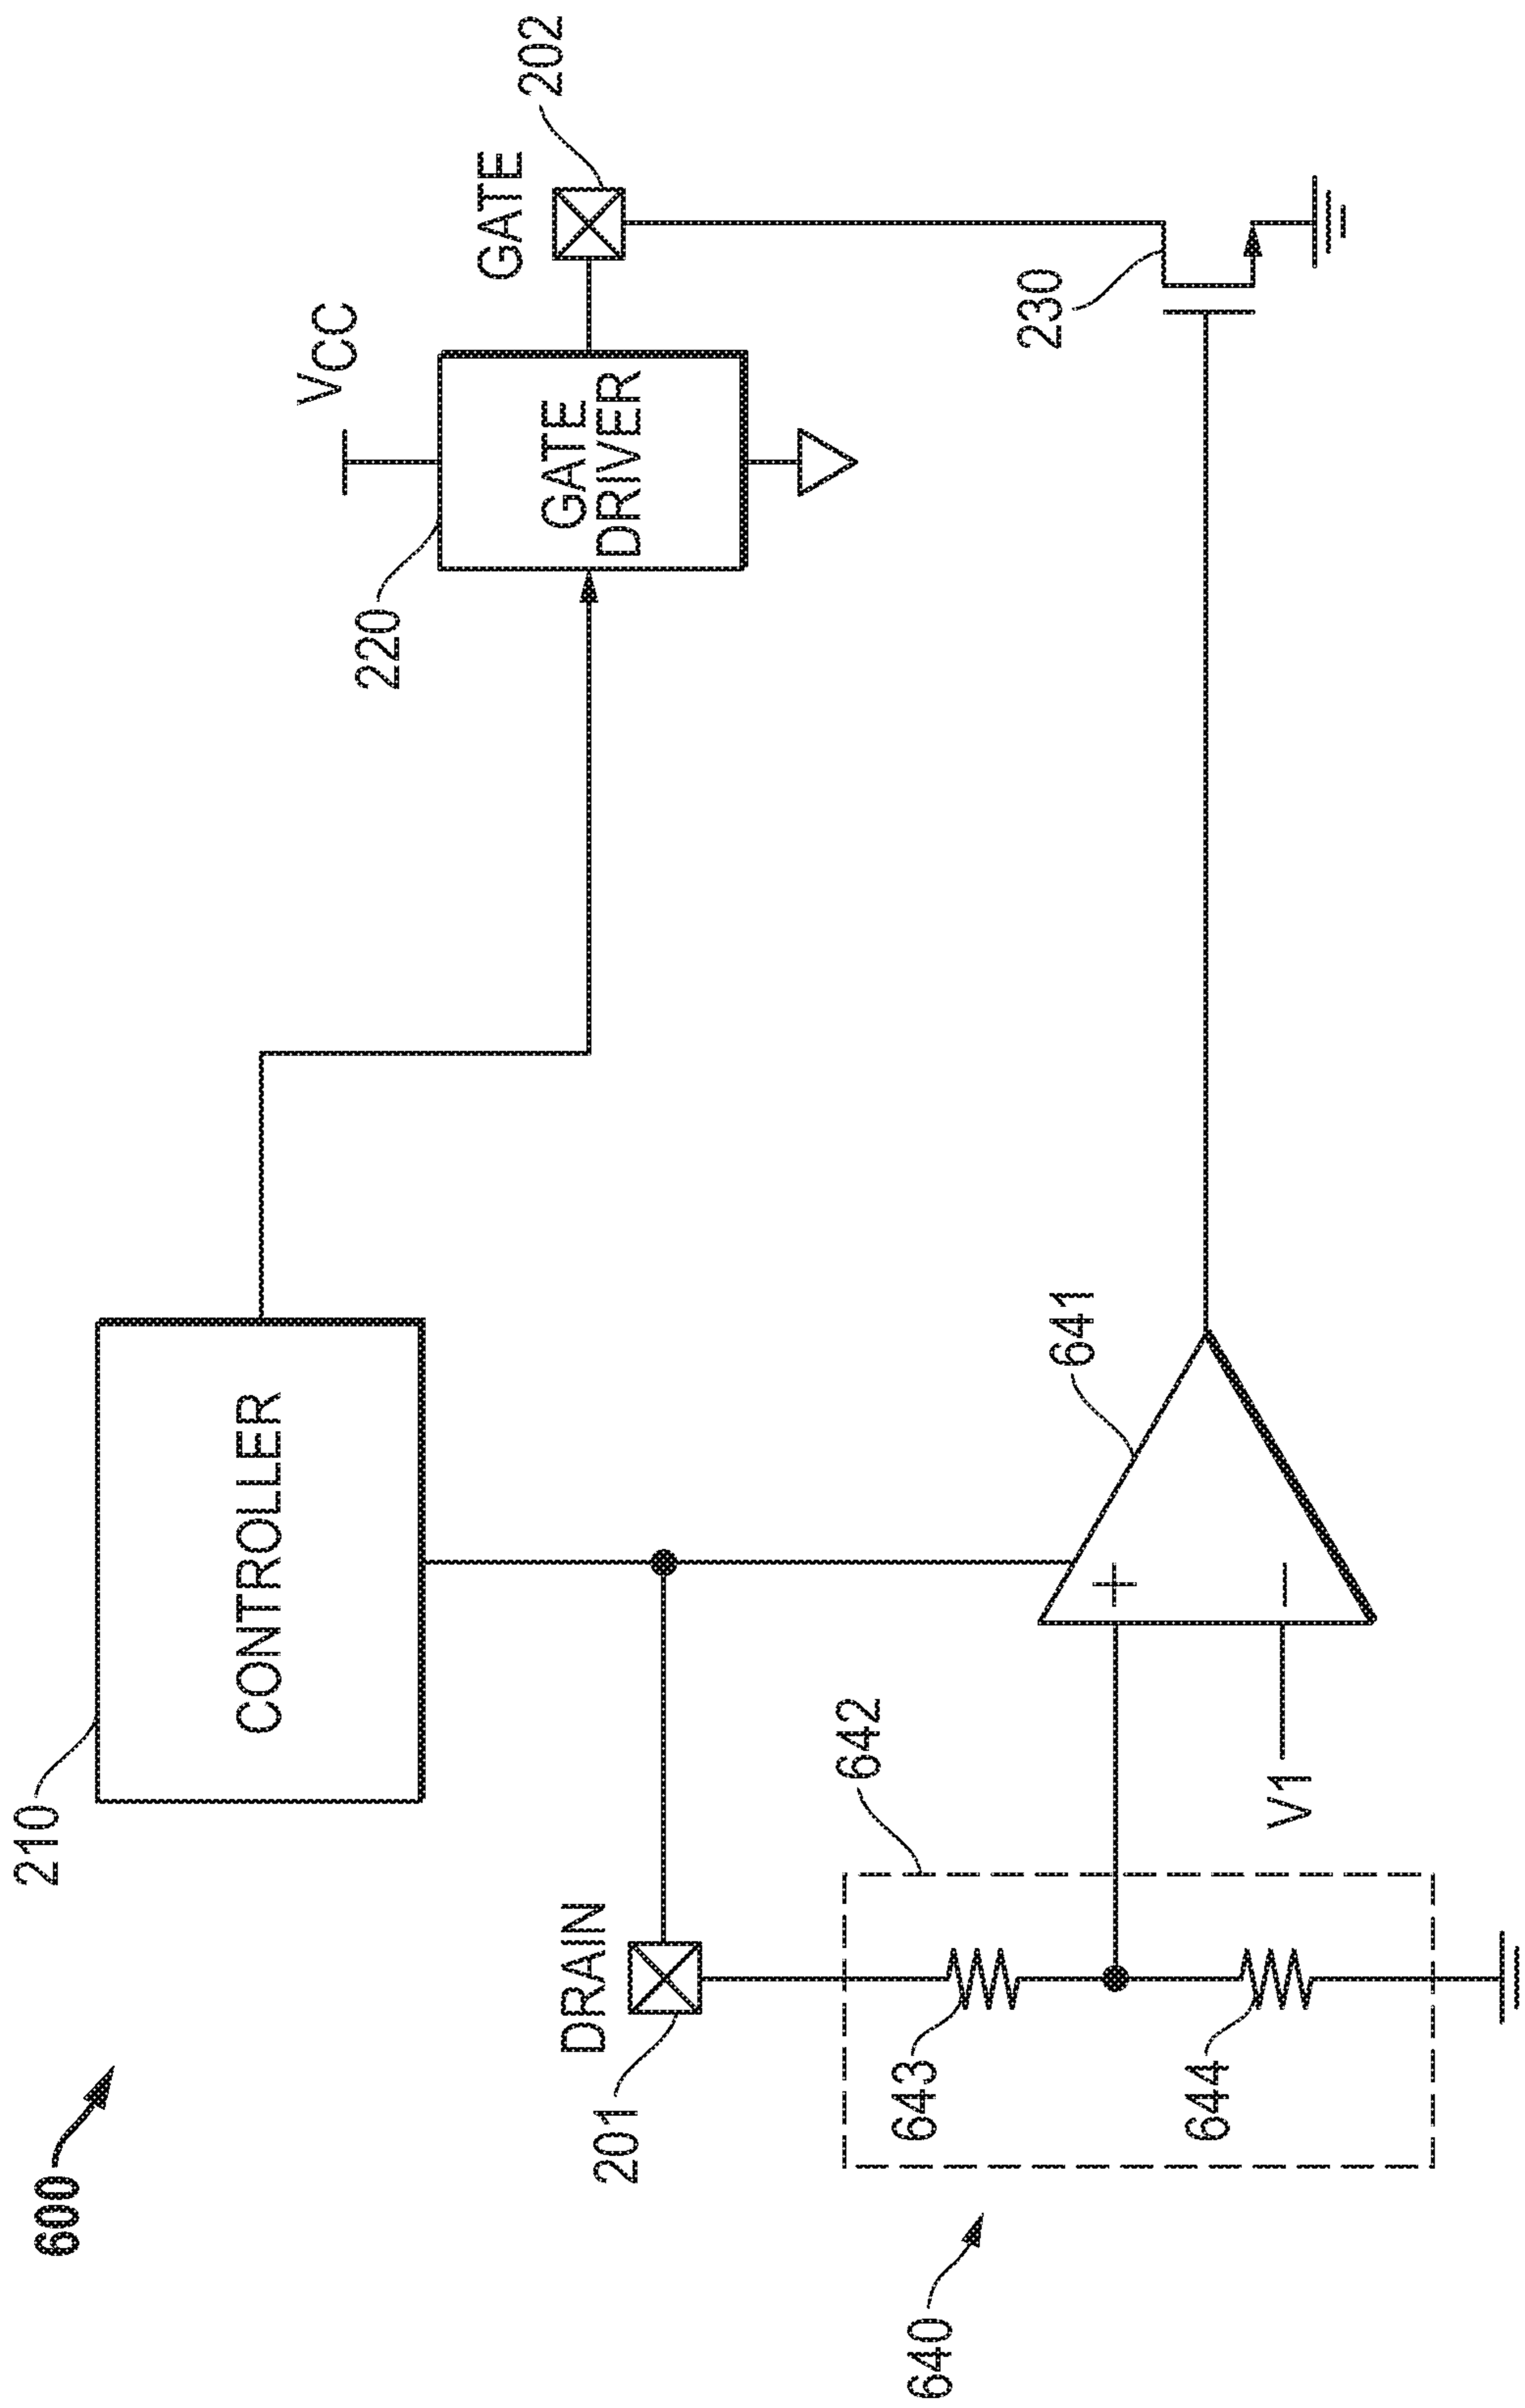 600
210
CONTROLLER
VCC
220
GATE
DRIVER
GATE
202
DRAIN
201
640
642
643
644
V1
+
−
641
230